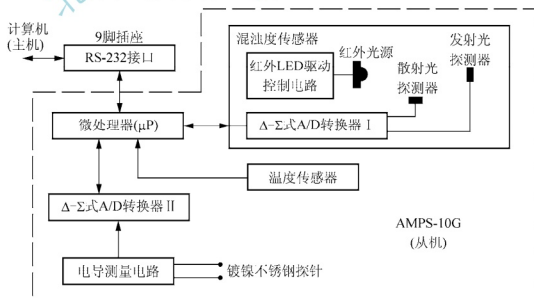 计算机
(主机)
9脚插座
RS-232接口
混浊度传感器
红外LED驱动
控制电路
红外光源
散射光
探测器
发射光
探测器
微处理器(μP)
Δ-Σ式A/D转换器Ⅰ
温度传感器
Δ-Σ式A/D转换器Ⅱ
AMPS-10G
(从机)
电导测量电路
镀镍不锈钢探针